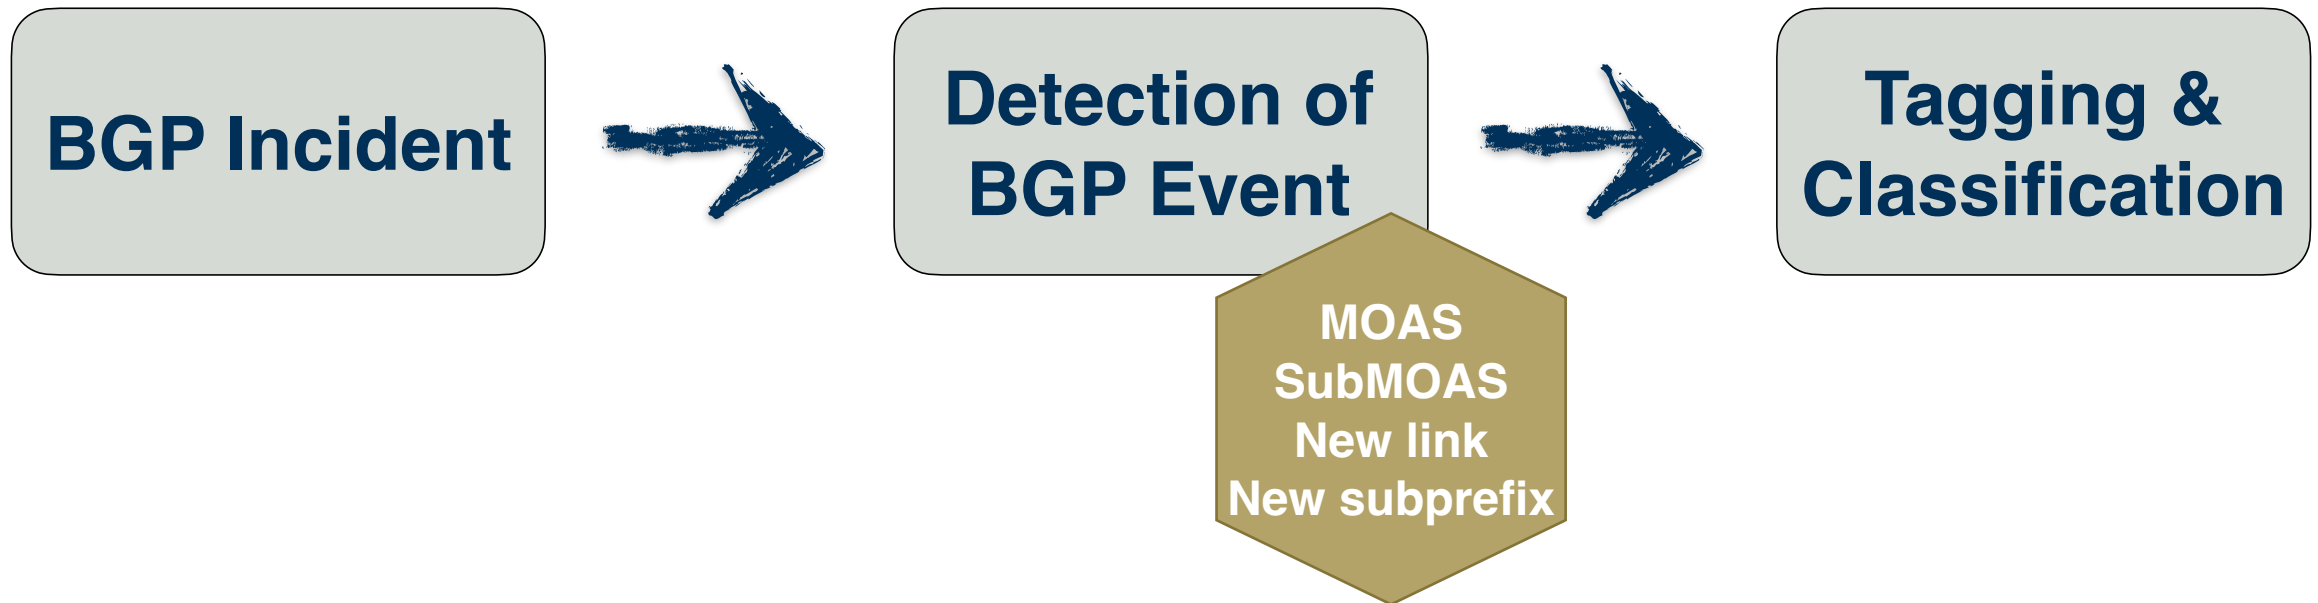 BGP Incident
Detection of
BGP Event
Tagging &
Classification
MOAS
SubMOAS
New link
New subprefix